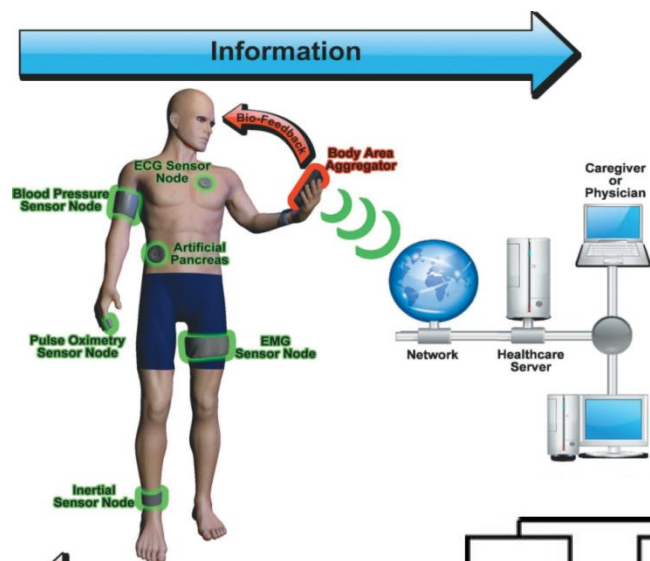 Information
Bio-Feedback
Body Area
Aggregator
ECG Sensor
Node
Blood Pressure
Sensor Node
Artificial
Pancreas
Pulse Oximetry
Sensor Node
EMG
Sensor Node
Inertial
Sensor Node
Caregiver
or
Physician
Network
Healthcare
Server